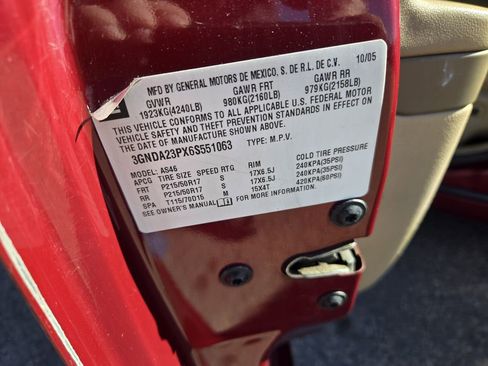 MFD BY GENERAL MOTORS DE MEXICO, S. DE R.L. DE C.V. 10/05
GVWR GAWR FRT GAWR RR
1923KG(4240LB) 980KG(2160LB) 979KG(2158LB)
THIS VEHICLE CONFORMS TO ALL APPLICABLE U.S. FEDERAL MOTOR
VEHICLE SAFETY AND THEFT PREVENTION STANDARDS IN EFFECT ON
THE DATE OF MANUFACTURE SHOWN ABOVE.
3GNDA23PX6S551063 TYPE: M.P.V.
MODEL: AS46
APCG TIRE SIZE SPEED RTG RIM COLD TIRE PRESSURE
FRT P215/50R17 S 17X6.5J 240KPA(35PSI)
RR P215/50R17 S 17X6.5J 240KPA(35PSI)
SPA T115/70D15 M 15X4T 420KPA(60PSI)
SEE OWNER'S MANUAL FOR MORE INFORMATION.